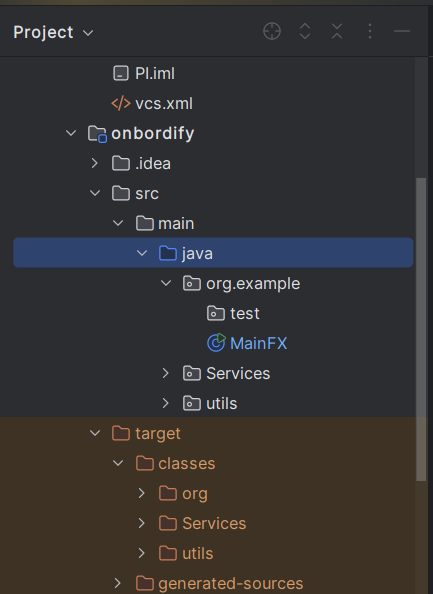 Project
PI.iml
vcs.xml
onbordify
.idea
src
main
java
org.example
test
MainFX
Services
utils
target
classes
org
Services
utils
generated-sources